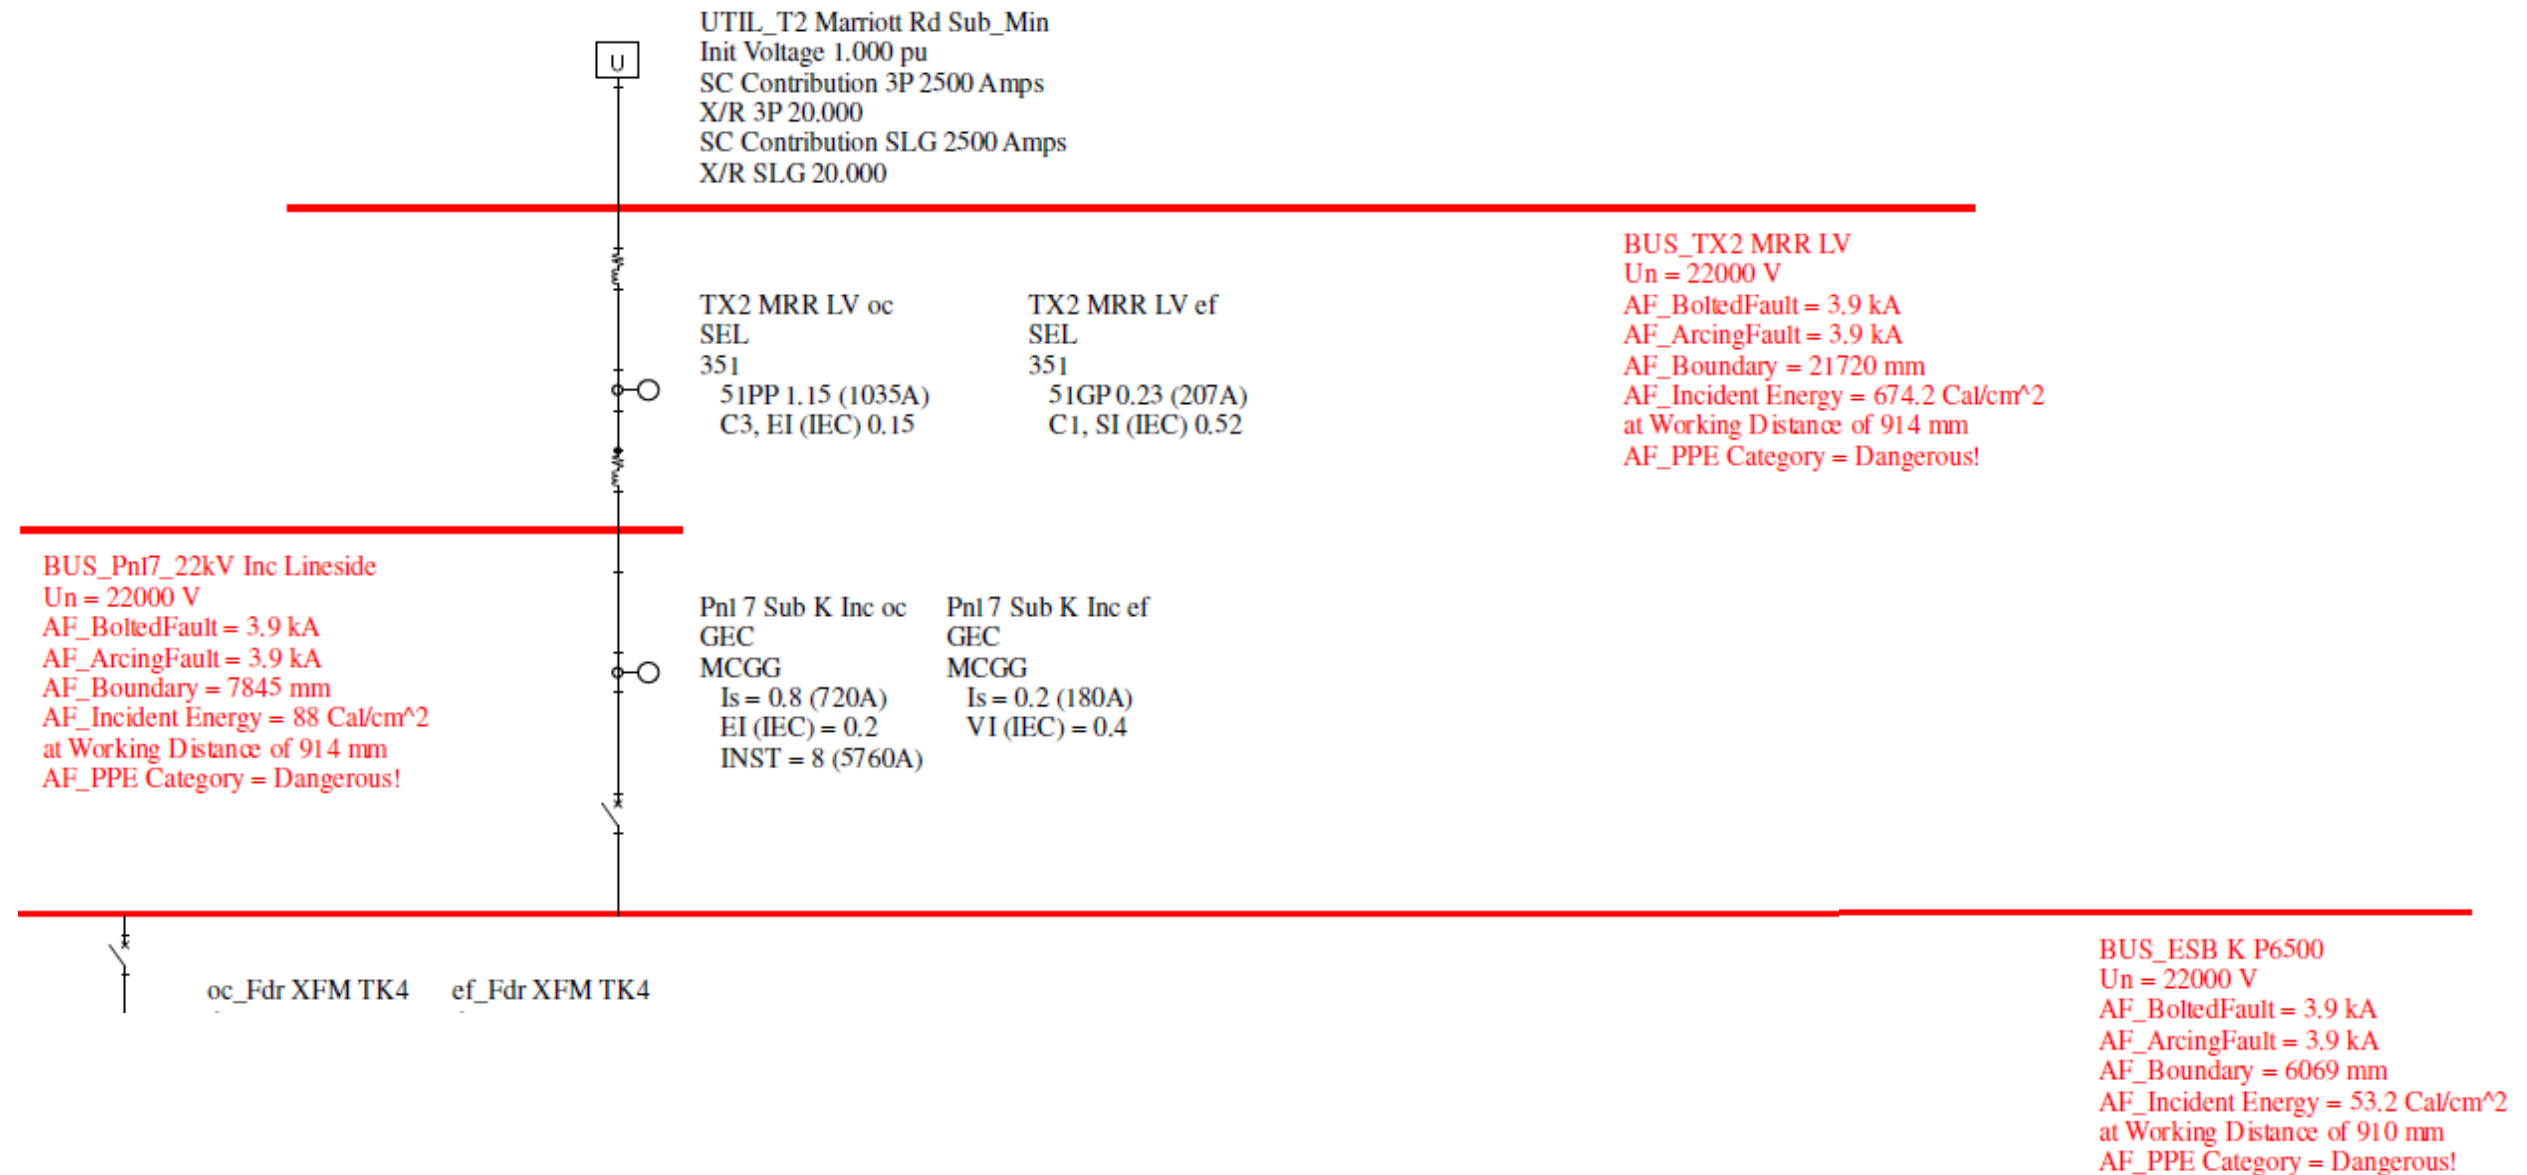 UTIL_T2 Marriott Rd Sub_Min
Init Voltage 1.000 pu
SC Contribution 3P 2500 Amps
X/R 3P 20.000
SC Contribution SLG 2500 Amps
X/R SLG 20.000
U
BUS_TX2 MRR LV
Un = 22000 V
AF_BoltedFault = 3.9 kA
AF_ArcingFault = 3.9 kA
AF_Boundary = 21720 mm
AF_Incident Energy = 674.2 Cal/cm^2
at Working Distance of 914 mm
AF_PPE Category = Dangerous!
TX2 MRR LV oc
SEL
351
51PP 1.15 (1035A)
C3, EI (IEC) 0.15
TX2 MRR LV ef
SEL
351
51GP 0.23 (207A)
C1, SI (IEC) 0.52
BUS_Pnl7_22kV Inc Lineside
Un = 22000 V
AF_BoltedFault = 3.9 kA
AF_ArcingFault = 3.9 kA
AF_Boundary = 7845 mm
AF_Incident Energy = 88 Cal/cm^2
at Working Distance of 914 mm
AF_PPE Category = Dangerous!
Pnl 7 Sub K Inc oc
GEC
MCGG
Is = 0.8 (720A)
EI (IEC) = 0.2
INST = 8 (5760A)
Pnl 7 Sub K Inc ef
GEC
MCGG
Is = 0.2 (180A)
VI (IEC) = 0.4
oc_Fdr XFM TK4
ef_Fdr XFM TK4
BUS_ESB K P6500
Un = 22000 V
AF_BoltedFault = 3.9 kA
AF_ArcingFault = 3.9 kA
AF_Boundary = 6069 mm
AF_Incident Energy = 53.2 Cal/cm^2
at Working Distance of 910 mm
AF_PPE Category = Dangerous!